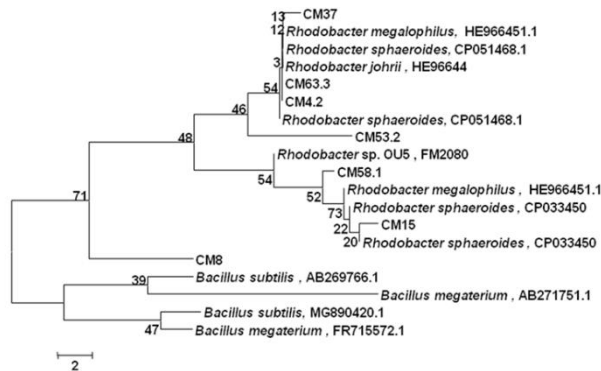 13
CM37
12
Rhodobacter megalophilus, HE966451.1
Rhodobacter sphaeroides, CP051468.1
3
Rhodobacter johrii , HE96644
CM63.3
54
CM4.2
46
Rhodobacter sphaeroides, CP051468.1
CM53.2
48
Rhodobacter sp. OU5 , FM2080
54
CM58.1
52
Rhodobacter megalophilus , HE966451.1
73
Rhodobacter sphaeroides , CP033450
22
CM15
20
Rhodobacter sphaeroides , CP033450
71
CM8
Bacillus subtilis , AB269766.1
39
Bacillus megaterium , AB271751.1
Bacillus subtilis, MG890420.1
47
Bacillus megaterium , FR715572.1
2